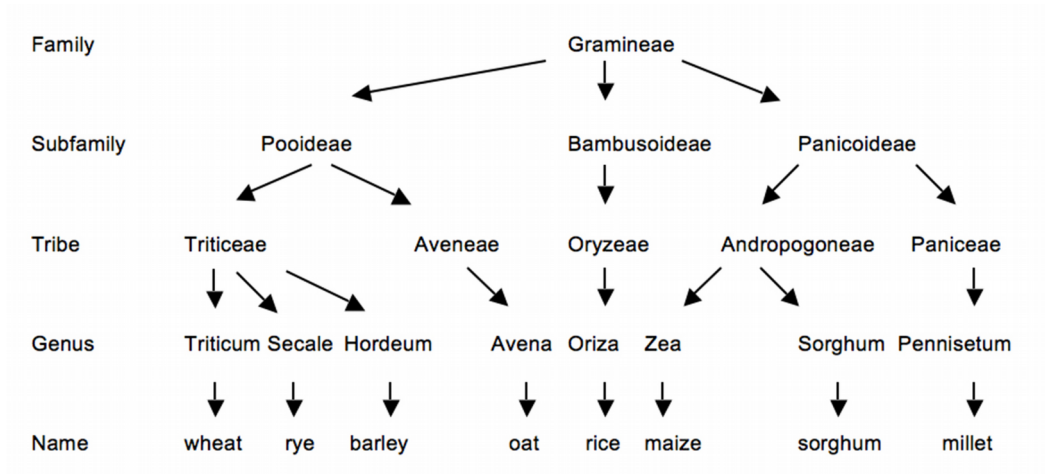 Family Gramineae
Subfamily Pooideae Bambusoideae Panicoideae
Tribe Triticeae Aveneae Oryzeae Andropogoneae Paniceae
Genus Triticum Secale Hordeum Avena Oriza Zea Sorghum Pennisetum
Name wheat rye barley oat rice maize sorghum millet